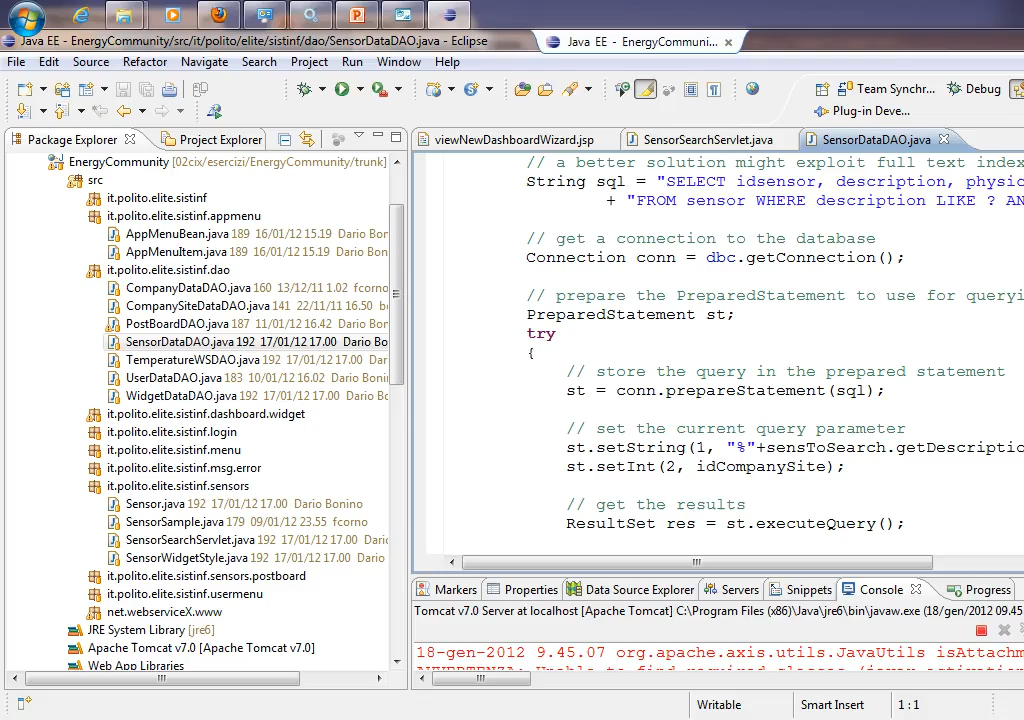 Java EE - EnergyCommunity/src/it/polito/elite/sistinf/dao/SensorDataDAO.java - Eclipse
Java EE - EnergyCommuni...
File Edit Source Refactor Navigate Search Project Run Window Help
Team Synchr...
Debug
Plug-in Deve...
Package Explorer
Project Explorer
viewNewDashboardWizard.jsp
SensorSearchServlet.java
SensorDataDAO.java
EnergyCommunity [02cix/esercizi/EnergyCommunity/trunk]
src
it.polito.elite.sistinf
it.polito.elite.sistinf.appmenu
AppMenuBean.java 189 16/01/12 15.19 Dario Bon
AppMenuItem.java 189 16/01/12 15.19 Dario Bon
it.polito.elite.sistinf.dao
CompanyDataDAO.java 160 13/12/11 1.02 fcorno
CompanySiteDataDAO.java 141 22/11/11 16.50 b
PostBoardDAO.java 187 11/01/12 16.42 Dario Bon
SensorDataDAO.java 192 17/01/12 17.00 Dario Bo
TemperatureWSDAO.java 192 17/01/12 17.00 Dar
UserDataDAO.java 183 10/01/12 16.02 Dario Boni
WidgetDataDAO.java 192 17/01/12 17.00 Dario B
it.polito.elite.sistinf.dashboard.widget
it.polito.elite.sistinf.login
it.polito.elite.sistinf.menu
it.polito.elite.sistinf.msg.error
it.polito.elite.sistinf.sensors
Sensor.java 192 17/01/12 17.00 Dario Bonino
SensorSample.java 179 09/01/12 23.55 fcorno
SensorSearchServlet.java 192 17/01/12 17.00 Dario
SensorWidgetStyle.java 192 17/01/12 17.00 Dario
it.polito.elite.sistinf.sensors.postboard
it.polito.elite.sistinf.usermenu
net.webserviceX.www
JRE System Library [jre6]
Apache Tomcat v7.0 [Apache Tomcat v7.0]
Web App Libraries
// a better solution might exploit full text index
String sql = "SELECT idsensor, description, physic
+ "FROM sensor WHERE description LIKE ? AN
// get a connection to the database
Connection conn = dbc.getConnection();
// prepare the PreparedStatement to use for queryi
PreparedStatement st;
try
{
// store the query in the prepared statement
st = conn.prepareStatement(sql);
// set the current query parameter
st.setString(1, "%"+sensToSearch.getDescriptio
st.setInt(2, idCompanySite);
// get the results
ResultSet res = st.executeQuery();
Markers
Properties
Data Source Explorer
Servers
Snippets
Console
Progress
Tomcat v7.0 Server at localhost [Apache Tomcat] C:\Program Files (x86)\Java\jre6\bin\javaw.exe (18/gen/2012 09.45
18-gen-2012 9.45.07 org.apache.axis.utils.JavaUtils isAttachm
AVVERTENZA: Unable to find required classes (javax.activation
Writable
Smart Insert
1 : 1